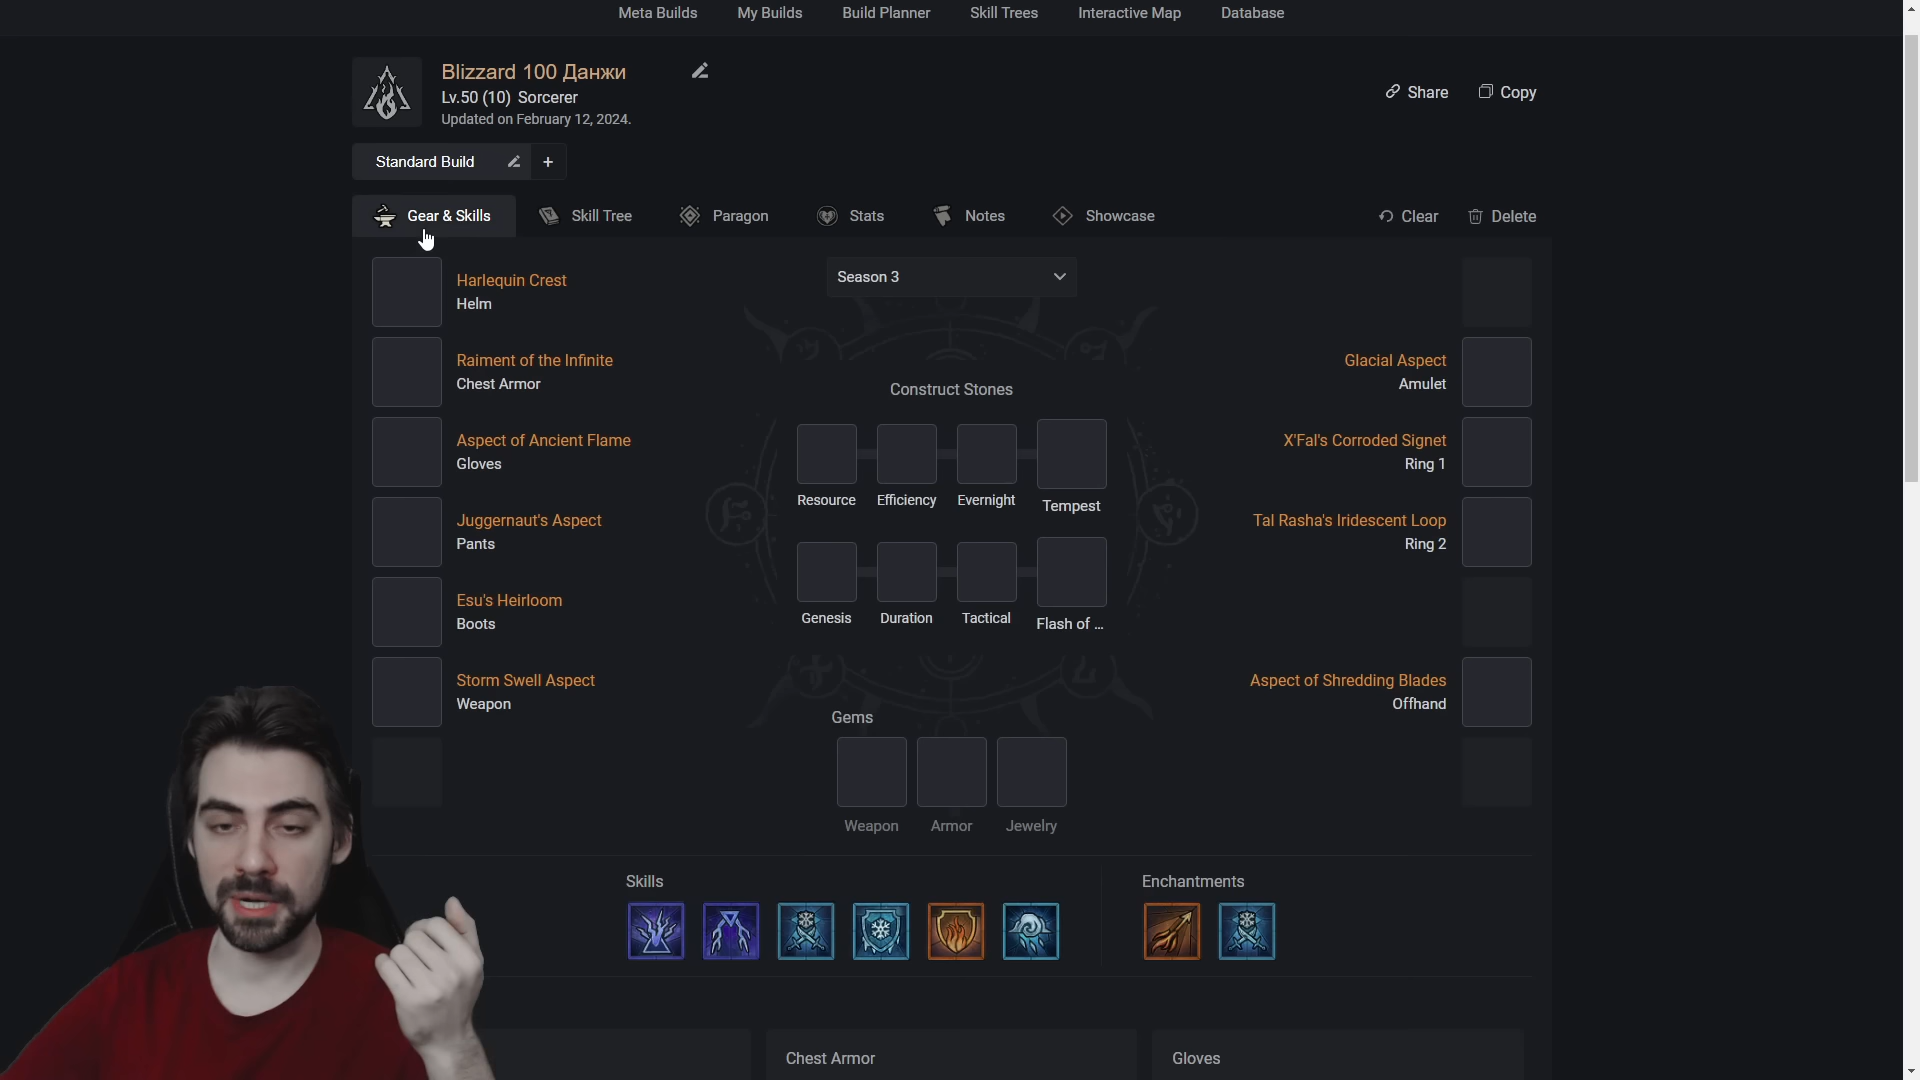 Meta Builds My Builds Build Planner Skill Trees Interactive Map Database
Blizzard 100 Данжи
Lv.50 (10) Sorcerer
Updated on February 12, 2024.
Share Copy
Standard Build +
Gear & Skills Skill Tree Paragon Stats Notes Showcase Clear Delete
Season 3
Harlequin Crest
Helm
Raiment of the Infinite
Chest Armor
Aspect of Ancient Flame
Gloves
Juggernaut's Aspect
Pants
Esu's Heirloom
Boots
Storm Swell Aspect
Weapon
Construct Stones
Resource Efficiency Evernight Tempest
Genesis Duration Tactical Flash of ...
Gems
Weapon Armor Jewelry
Glacial Aspect
Amulet
X'Fal's Corroded Signet
Ring 1
Tal Rasha's Iridescent Loop
Ring 2
Aspect of Shredding Blades
Offhand
Skills
Enchantments
Chest Armor
Gloves